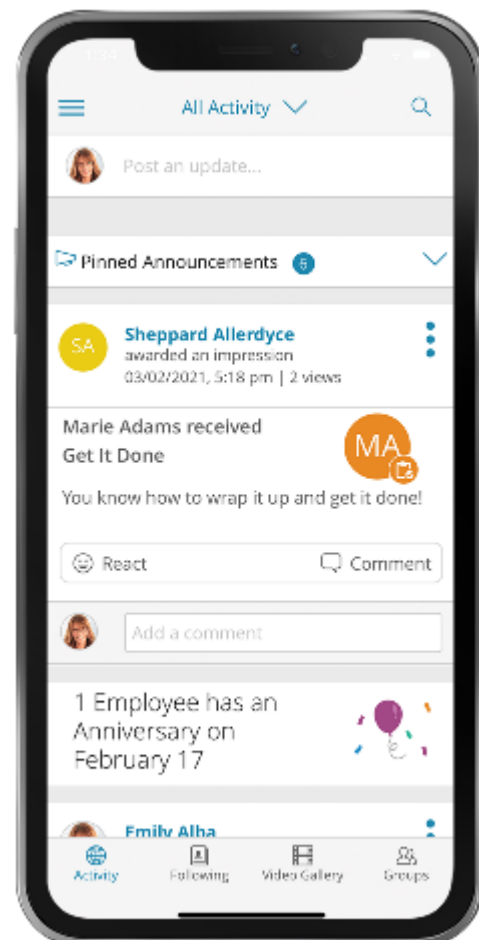 All Activity
Post an update...
Pinned Announcements 5
SA
Sheppard Allerdyce
awarded an impression
03/02/2021, 5:18 pm | 2 views
Marie Adams received
Get It Done
MA
You know how to wrap it up and get it done!
React
Comment
Add a comment
1 Employee has an
Anniversary on
February 17
Emily Alba
Activity
Following
Video Gallery
Groups